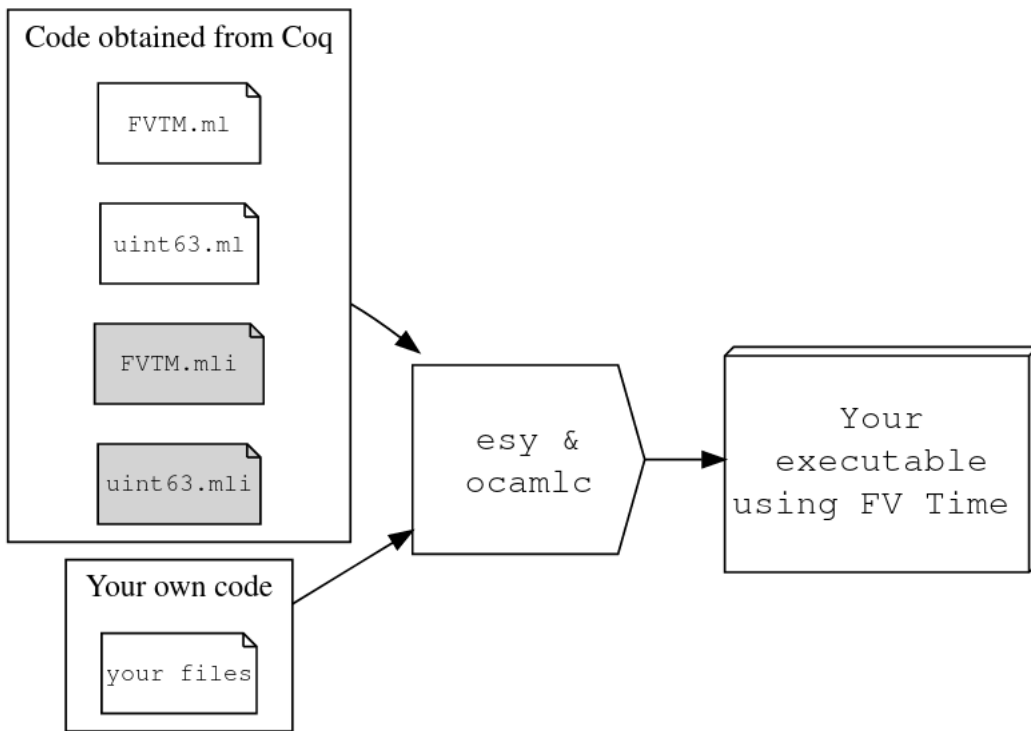 Code obtained from Coq
FVTM.ml
uint63.ml
FVTM.mli
uint63.mli
Your own code
your files
esy &
ocamlc
Your
executable
using FV Time